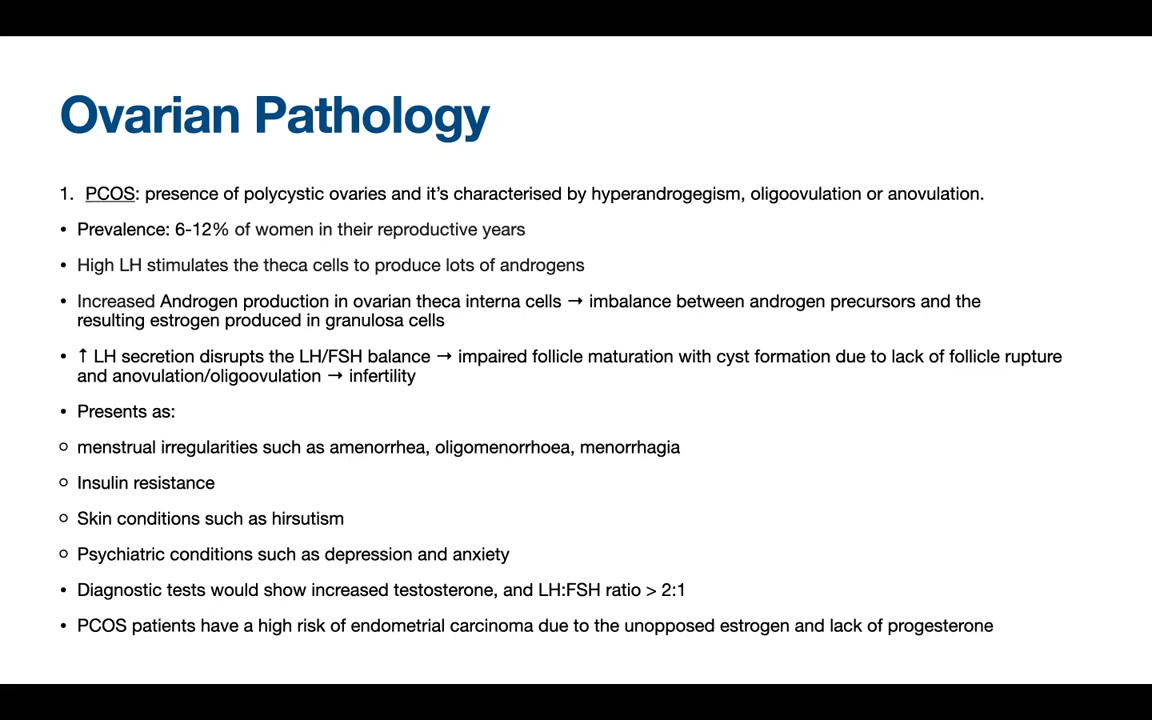 Ovarian Pathology
1. PCOS: presence of polycystic ovaries and it's characterised by hyperandrogegism, oligoovulation or anovulation.
• Prevalence: 6-12% of women in their reproductive years
• High LH stimulates the theca cells to produce lots of androgens
• Increased Androgen production in ovarian theca interna cells → imbalance between androgen precursors and the
resulting estrogen produced in granulosa cells
• ↑ LH secretion disrupts the LH/FSH balance → impaired follicle maturation with cyst formation due to lack of follicle rupture
and anovulation/oligoovulation → infertility
• Presents as:
○ menstrual irregularities such as amenorrhea, oligomenorrhoea, menorrhagia
○ Insulin resistance
○ Skin conditions such as hirsutism
○ Psychiatric conditions such as depression and anxiety
• Diagnostic tests would show increased testosterone, and LH:FSH ratio > 2:1
• PCOS patients have a high risk of endometrial carcinoma due to the unopposed estrogen and lack of progesterone